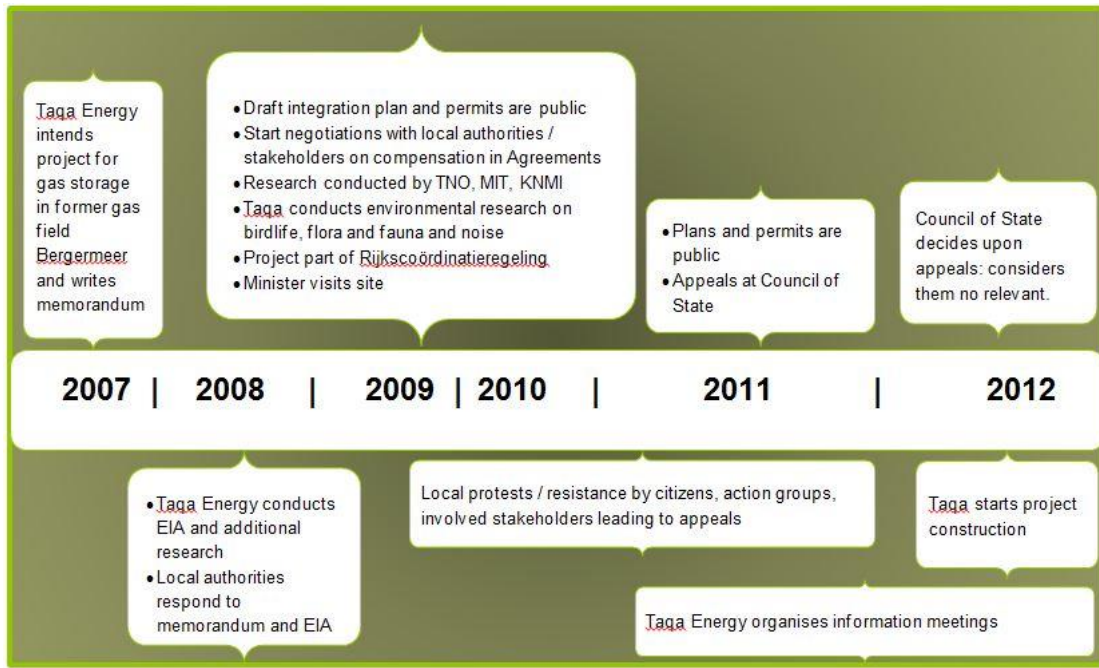 Taqa Energy
intends
project for
gas storage
in former gas
field
Bergermeer
and writes
memorandum
• Draft integration plan and permits are public
• Start negotiations with local authorities /
stakeholders on compensation in Agreements
• Research conducted by TNO, MIT, KNMI
• Taqa conducts environmental research on
birdlife, flora and fauna and noise
• Project part of Rijkscoördinatieregeling
• Minister visits site
• Plans and permits are
public
• Appeals at Council of
State
Council of State
decides upon
appeals: considers
them no relevant.
2007 | 2008 | 2009 | 2010 | 2011 | 2012
• Taqa Energy conducts
EIA and additional
research
• Local authorities
respond to
memorandum and EIA
Local protests / resistance by citizens, action groups,
involved stakeholders leading to appeals
Taqa starts project
construction
Taqa Energy organises information meetings